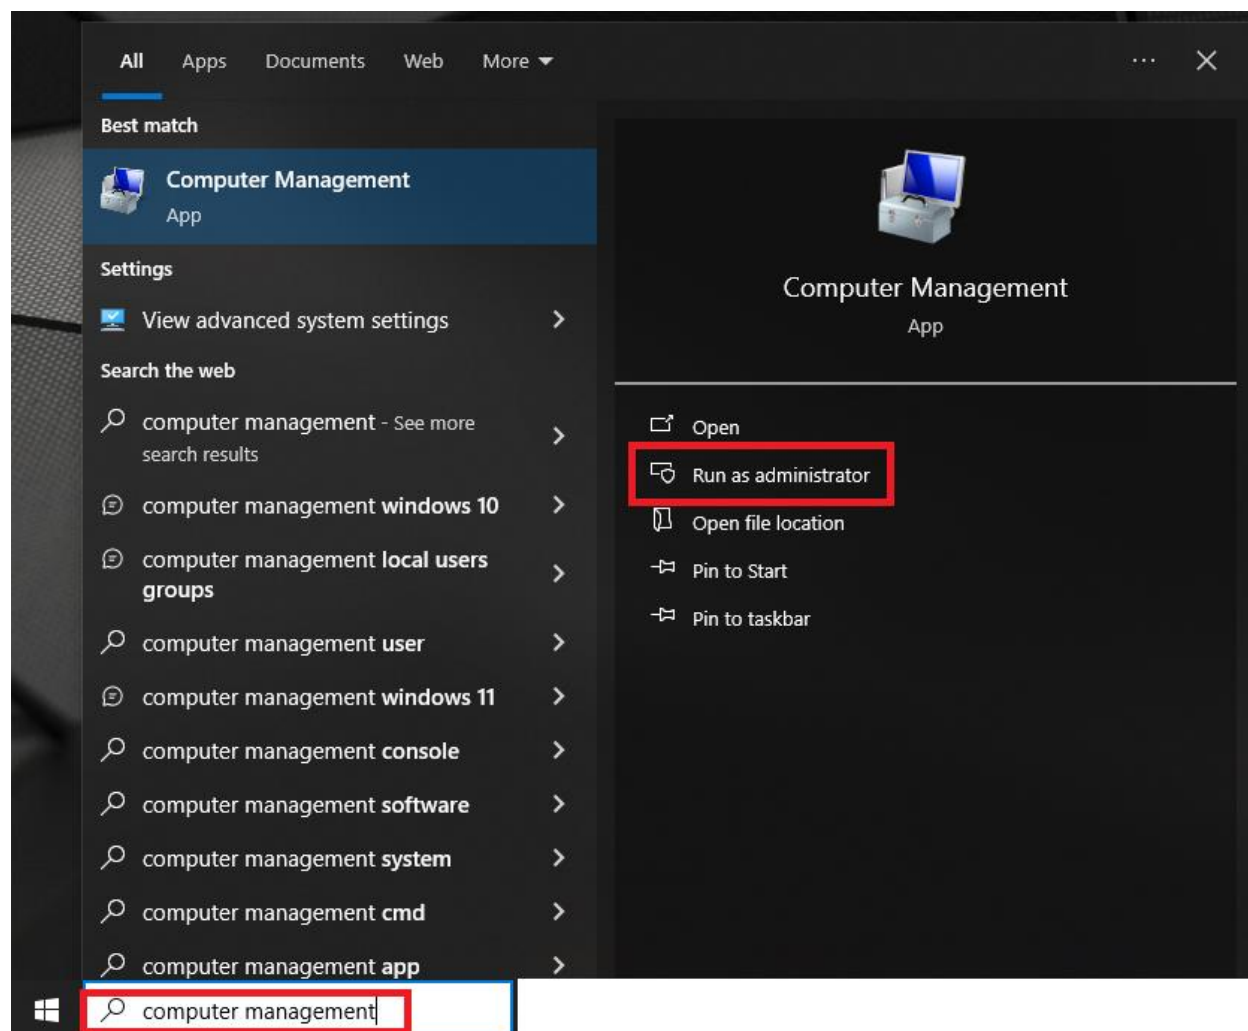 All Apps Documents Web More
Best match
Computer Management
App
Settings
View advanced system settings
Search the web
computer management - See more
search results
computer management windows 10
computer management local users
groups
computer management user
computer management windows 11
computer management console
computer management software
computer management system
computer management cmd
computer management app
computer management
Computer Management
App
Open
Run as administrator
Open file location
Pin to Start
Pin to taskbar